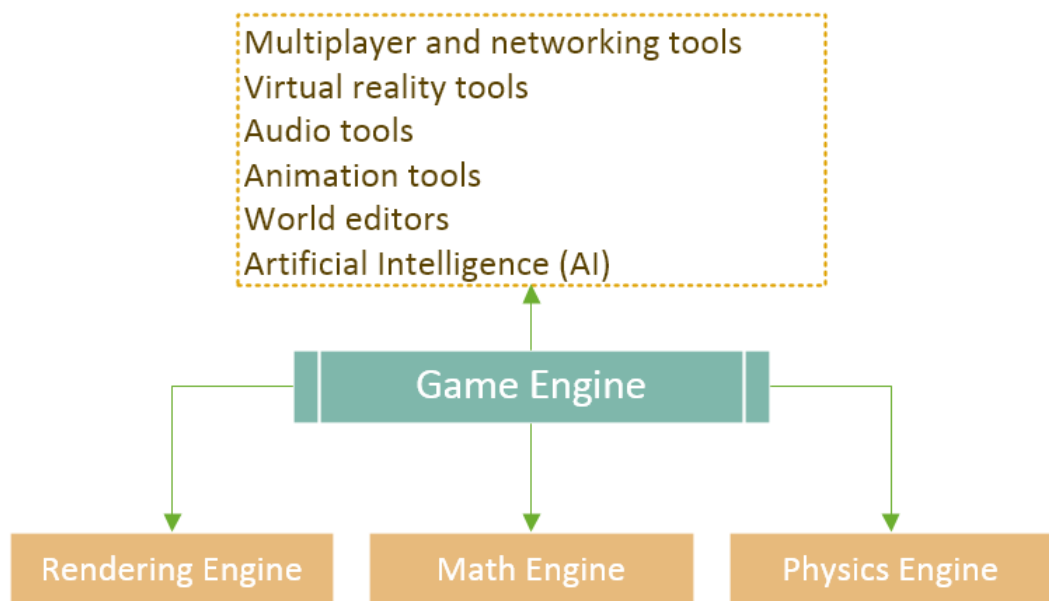 Multiplayer and networking tools
Virtual reality tools
Audio tools
Animation tools
World editors
Artificial Intelligence (AI)
Game Engine
Rendering Engine
Math Engine
Physics Engine